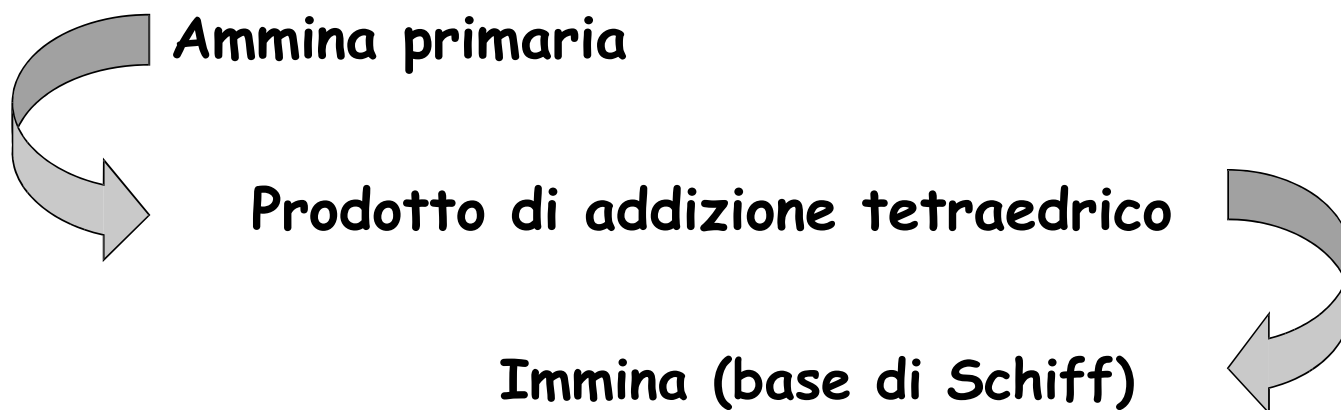 Ammina primaria
Prodotto di addizione tetraedrico
Immina (base di Schiff)